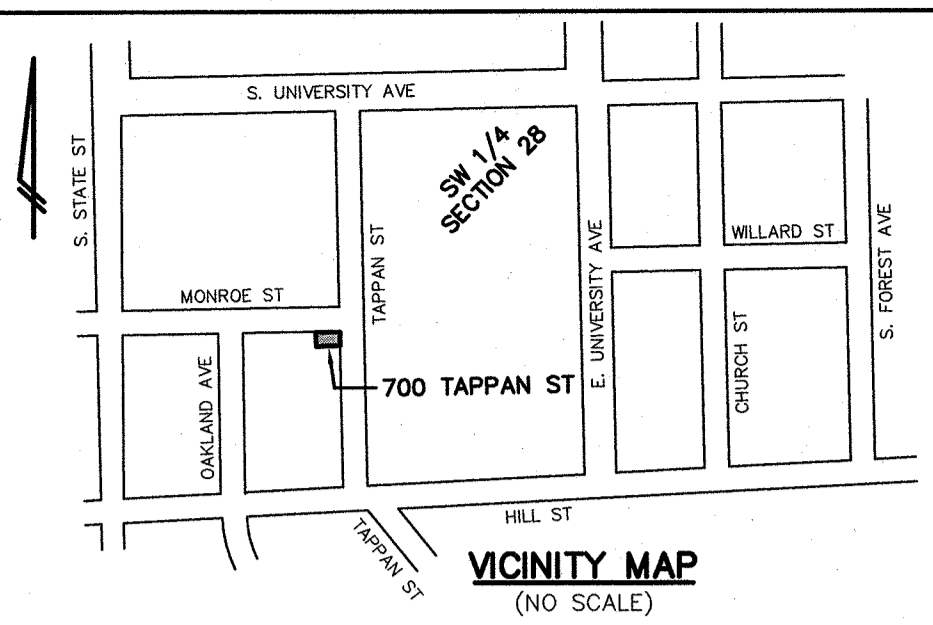 S. UNIVERSITY AVE
S. STATE ST
SW 1/4
SECTION 28
TAPPAN ST
E. UNIVERSITY AVE
WILLARD ST
S. FOREST AVE
MONROE ST
OAKLAND AVE
700 TAPPAN ST
CHURCH ST
HILL ST
TAPPAN ST
VICINITY MAP
(NO SCALE)